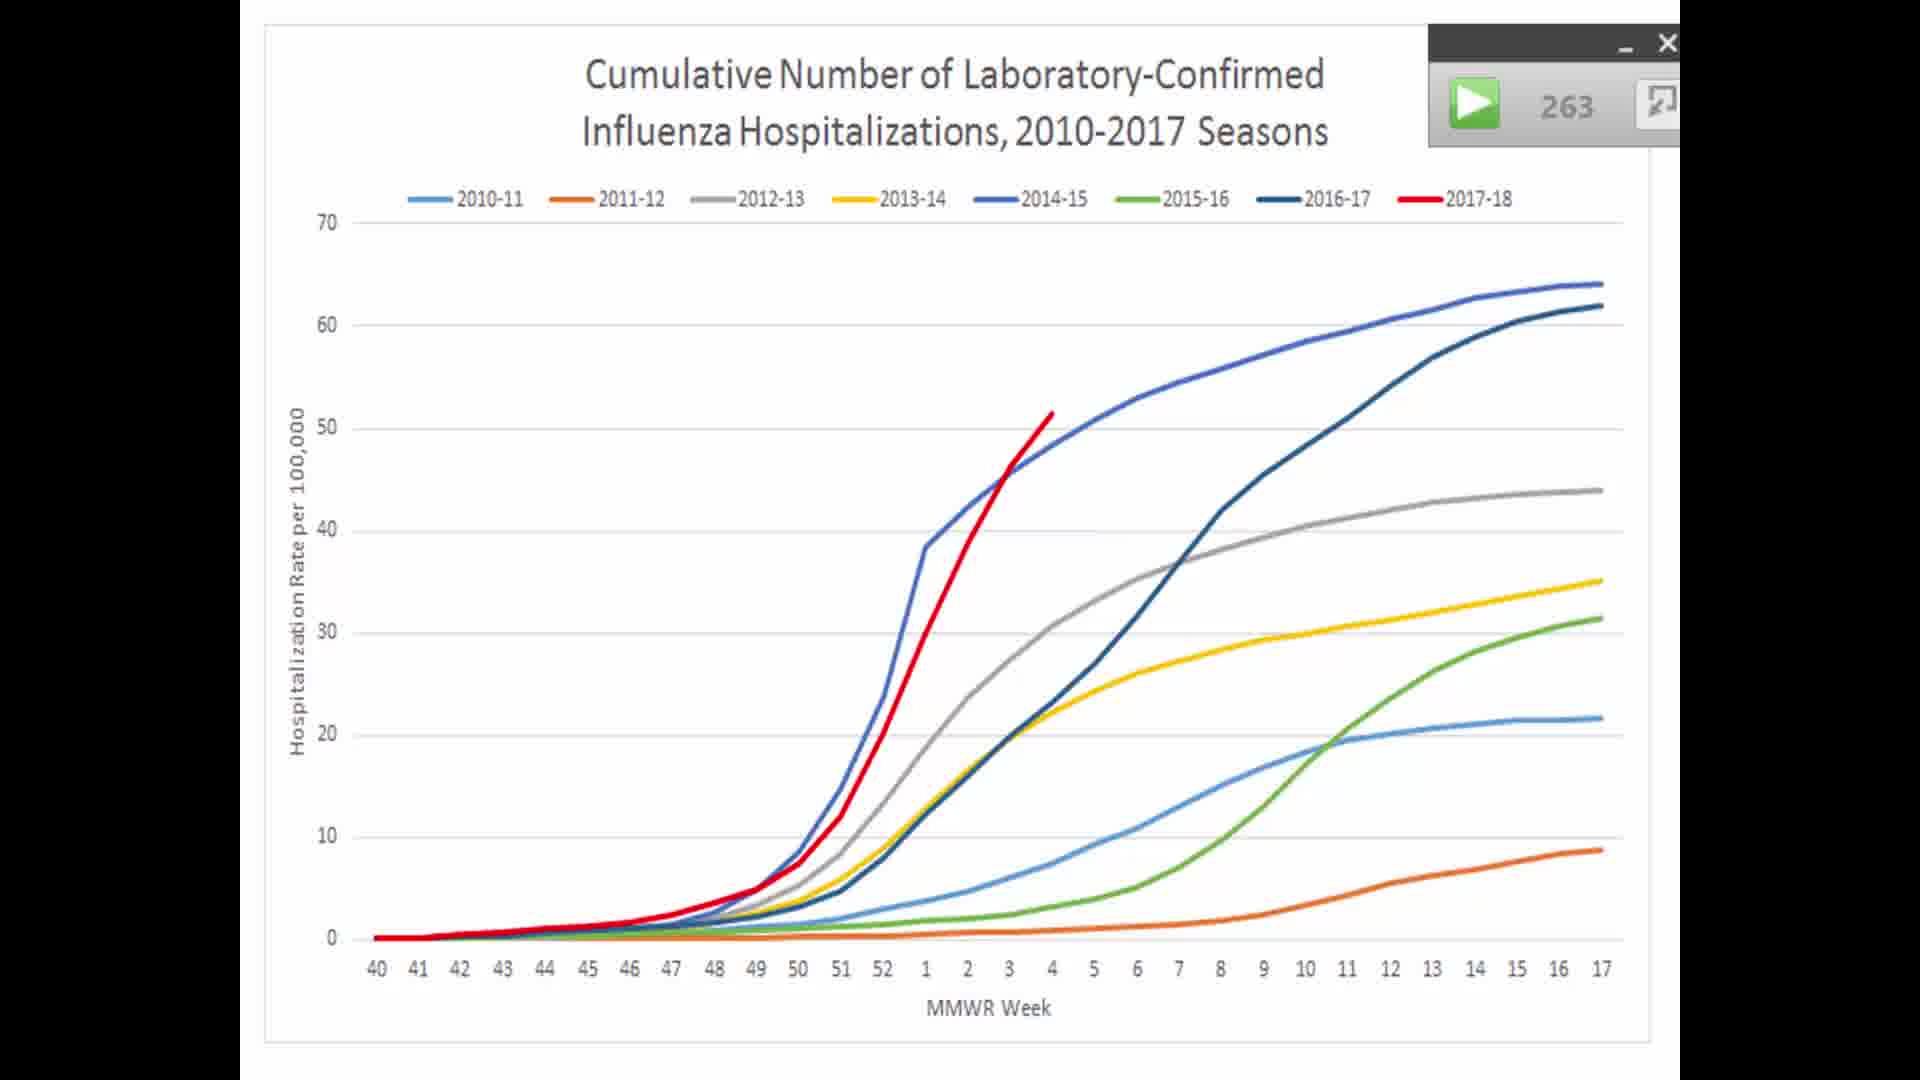 Cumulative Number of Laboratory-Confirmed
Influenza Hospitalizations, 2010-2017 Seasons
263
2010-11 2011-12 2012-13 2013-14 2014-15 2015-16 2016-17 2017-18
70
60
50
40
30
20
10
0
Hospitalization Rate per 100,000
40 41 42 43 44 45 46 47 48 49 50 51 52 1 2 3 4 5 6 7 8 9 10 11 12 13 14 15 16 17
MMWR Week